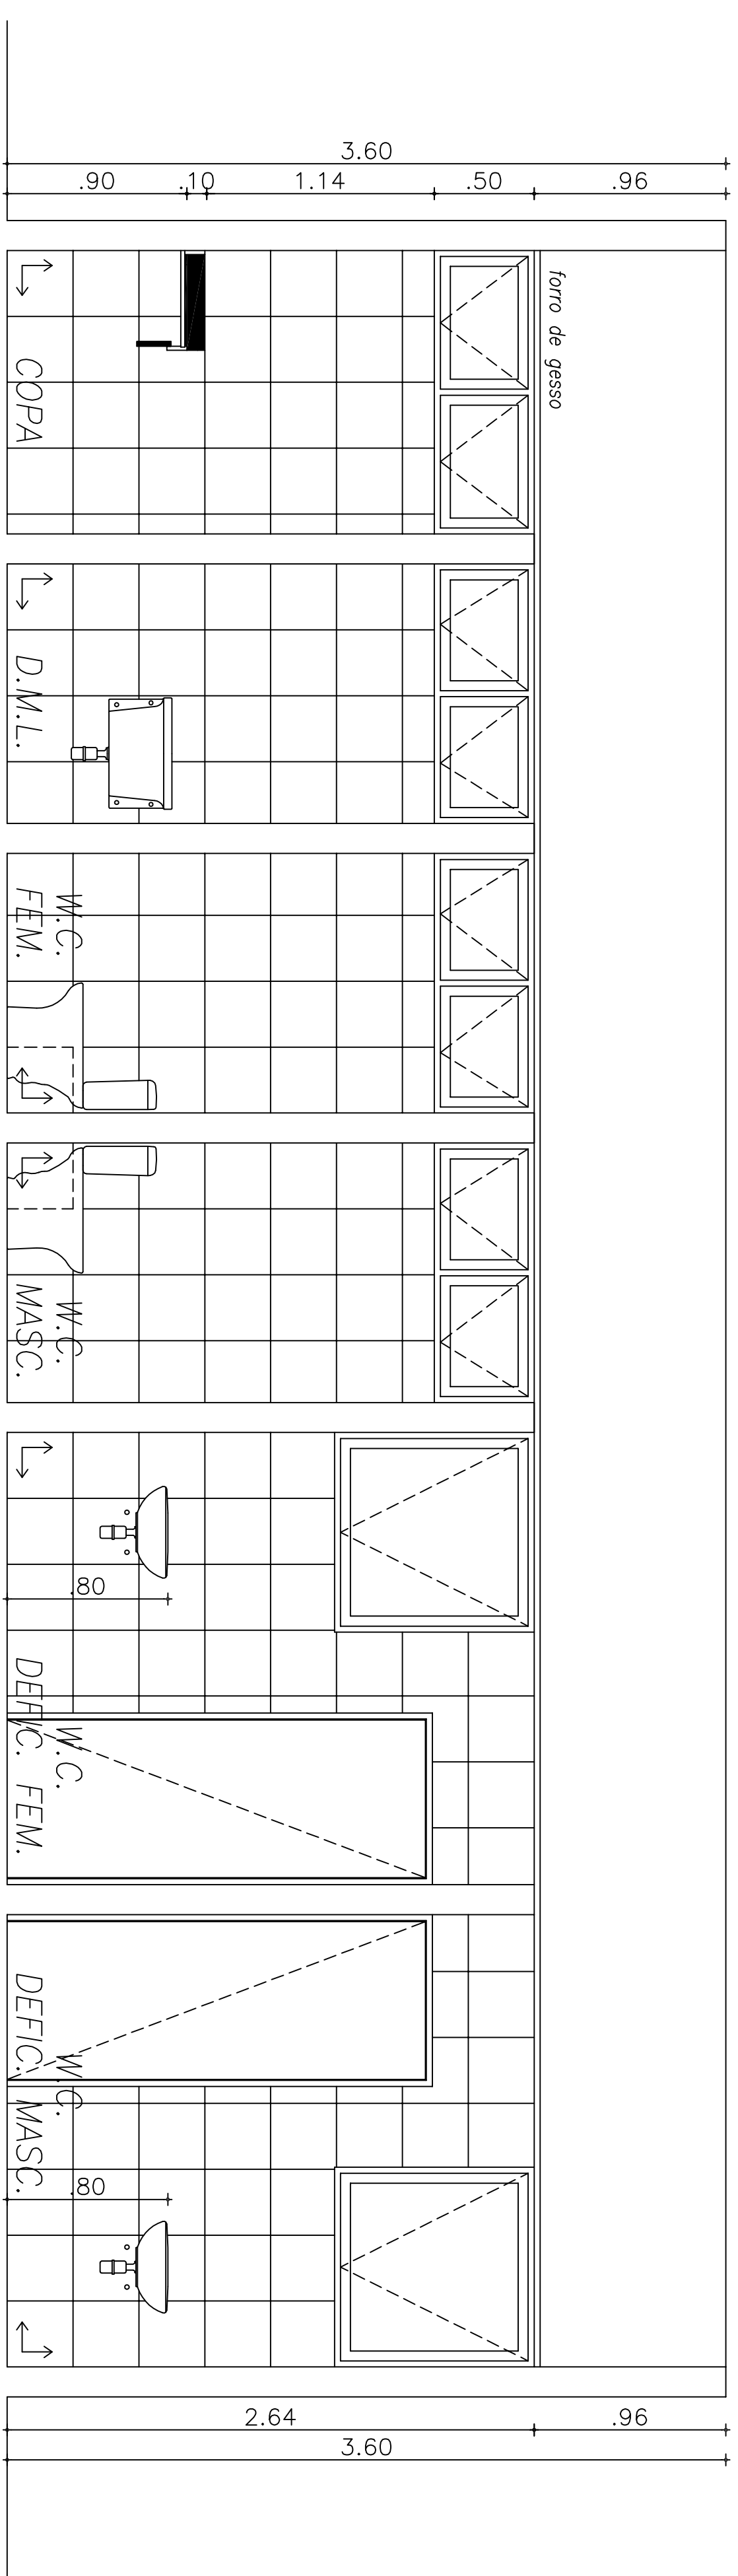 3.60
.90
.10
1.14
.50
.96
forro de gesso
COPA
D.M.L.
W.C.
FEM.
W.C.
MASC.
.80
W.C.
DEFIC. FEM.
W.C.
DEFIC. MASC.
.80
2.64
.96
3.60